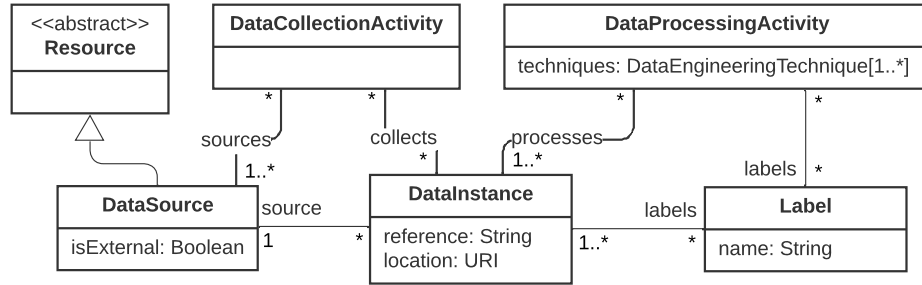 <<abstract>>
Resource
DataCollectionActivity
DataProcessingActivity
techniques: DataEngineeringTechnique[1..*]
*
*
*
*
sources
collects
processes
1..*
*
1..*
labels
*
DataSource
isExternal: Boolean
source
1
*
DataInstance
reference: String
location: URI
labels
1..*
*
Label
name: String